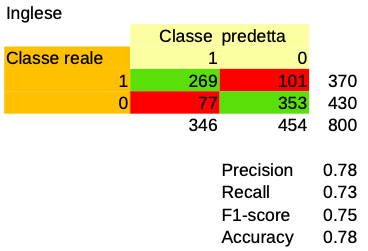 Inglese
Classe predetta
Classe reale 1 0
1 269 101 370
0 77 353 430
346 454 800
Precision 0.78
Recall 0.73
F1-score 0.75
Accuracy 0.78